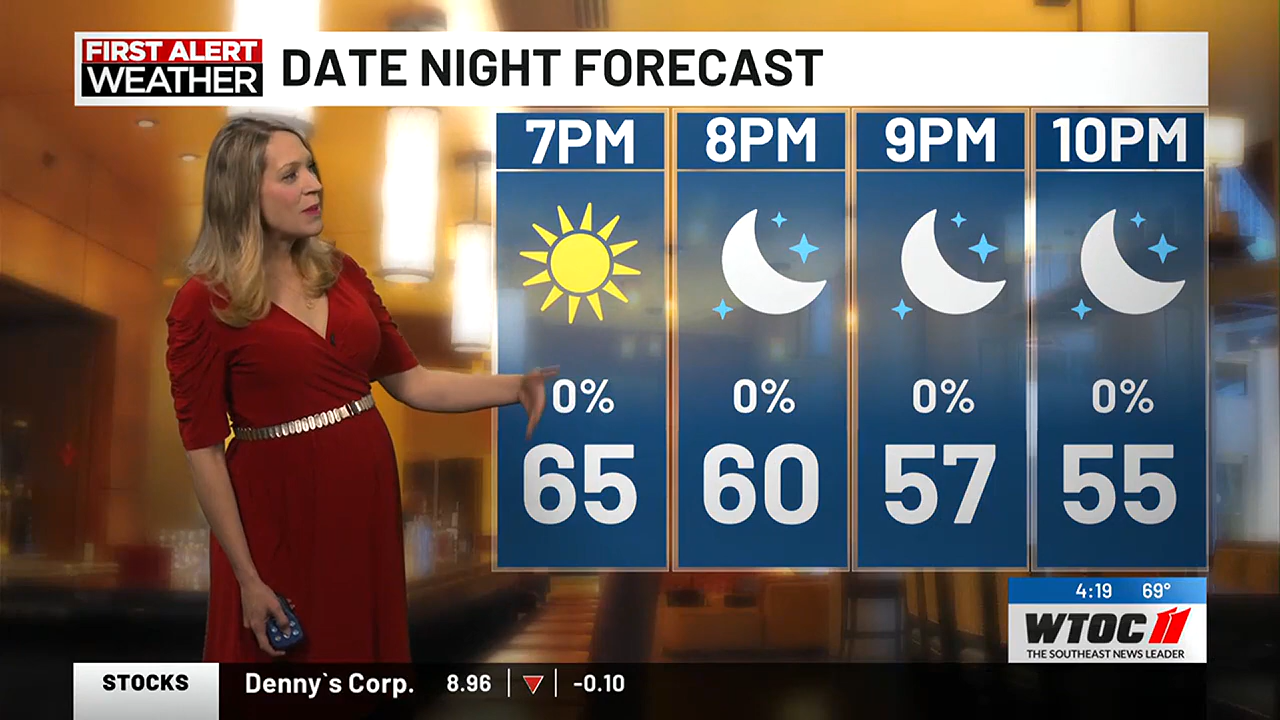 FIRST ALERT
WEATHER
DATE NIGHT FORECAST
7PM 8PM 9PM 10PM
0% 0% 0% 0%
65 60 57 55
4:19 69°
WTOC 11
THE SOUTHEAST NEWS LEADER
STOCKS Denny`s Corp. 8.96 -0.10